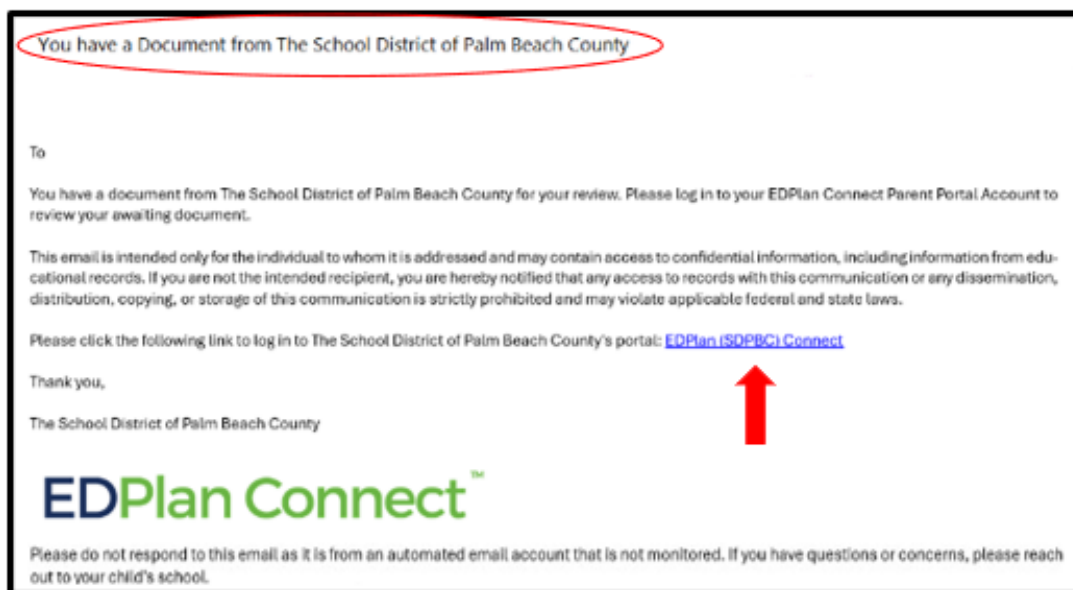 You have a Document from The School District of Palm Beach County
To
You have a document from The School District of Palm Beach County for your review. Please log in to your EDPlan Connect Parent Portal Account to
review your awaiting document.
This email is intended only for the individual to whom it is addressed and may contain access to confidential information, including information from edu-
cational records. If you are not the intended recipient, you are hereby notified that any access to records with this communication or any dissemination,
distribution, copying, or storage of this communication is strictly prohibited and may violate applicable federal and state laws.
Please click the following link to log in to The School District of Palm Beach County's portal: EDPlan (SDPBC) Connect
Thank you,
The School District of Palm Beach County
EDPlan Connect™
Please do not respond to this email as it is from an automated email account that is not monitored. If you have questions or concerns, please reach
out to your child's school.